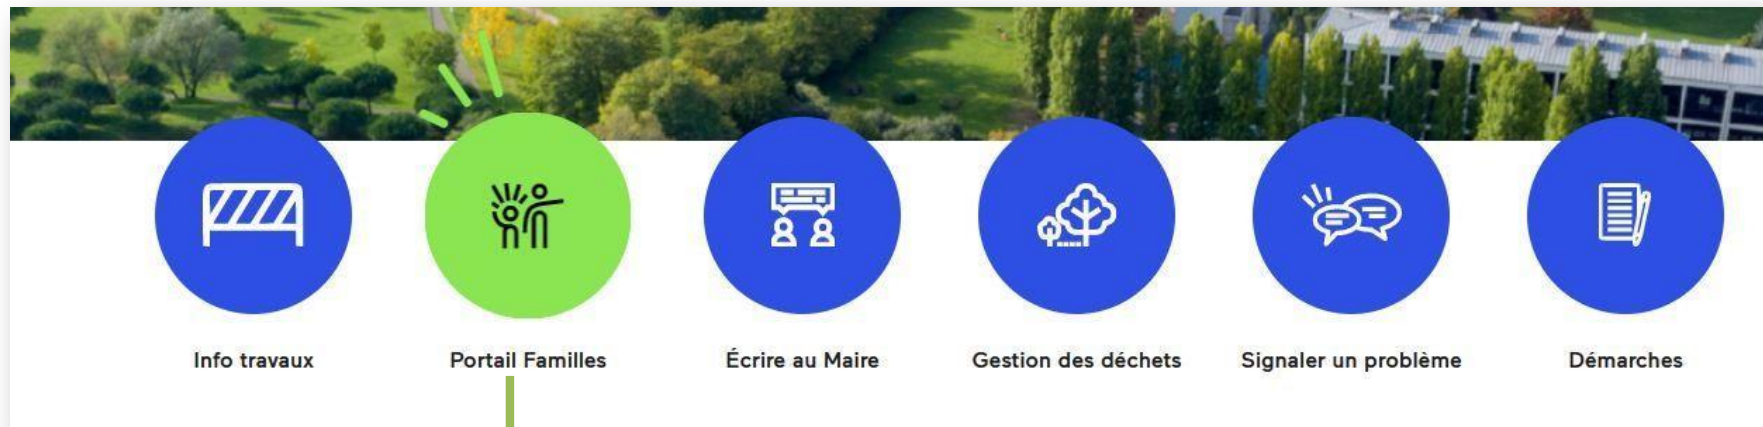 Info travaux
Portail Familles
Écrire au Maire
Gestion des déchets
Signaler un problème
Démarches